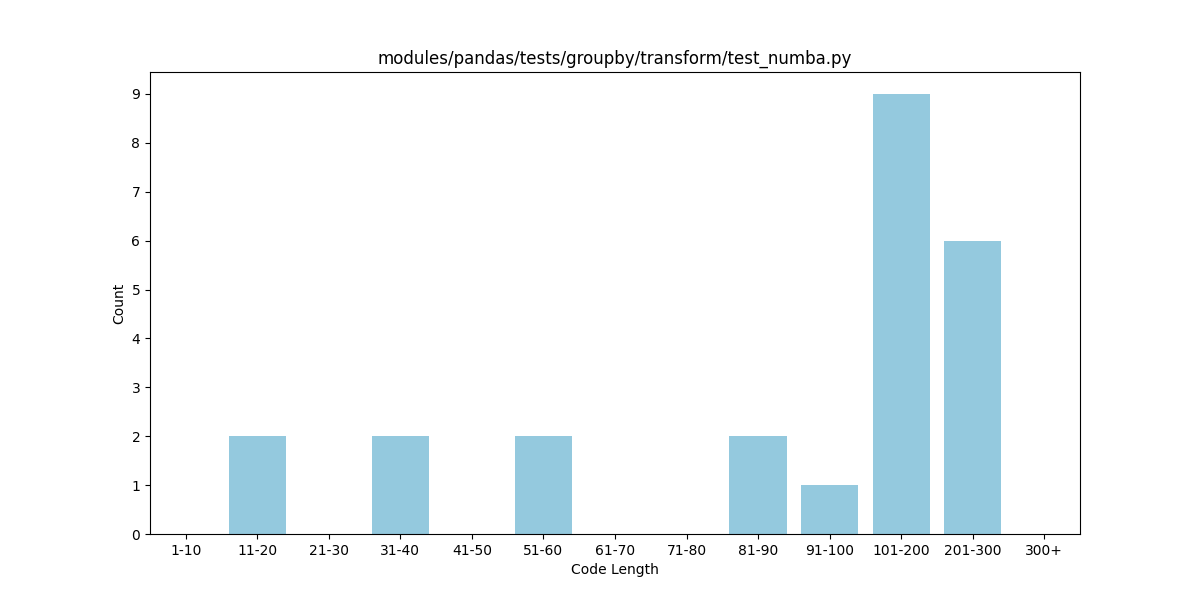 modules/pandas/tests/groupby/transform/test_numba.py
9
8
7
6
5
4
3
2
1
0
Count
1-10 11-20 21-30 31-40 41-50 51-60 61-70 71-80 81-90 91-100 101-200 201-300 300+
Code Length